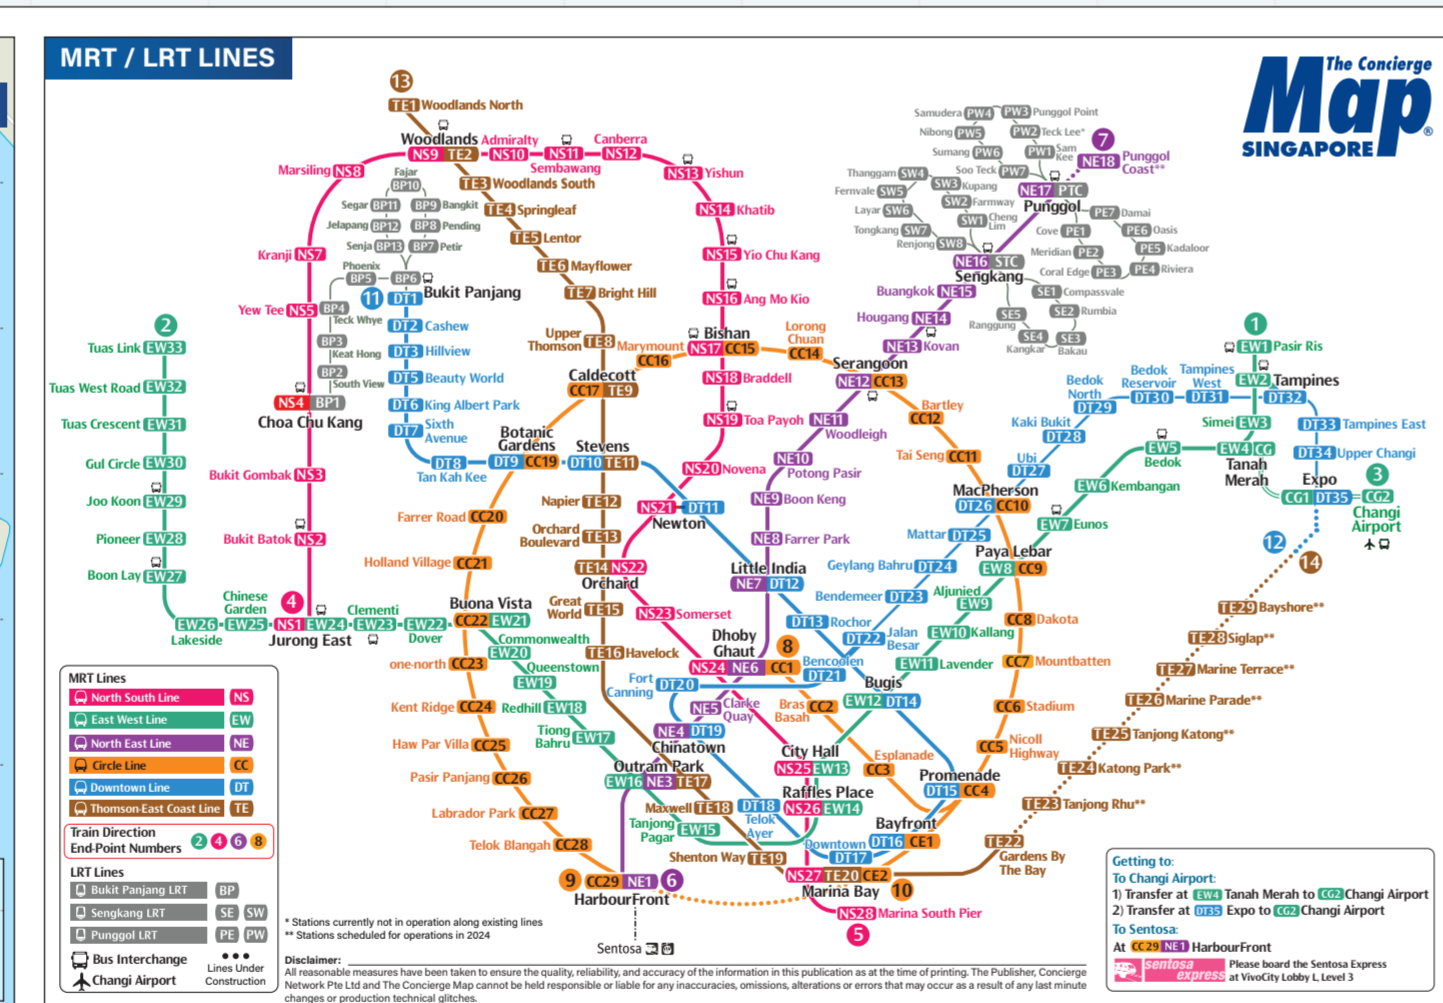 MRT / LRT LINES
The Concierge
Map®
SINGAPORE
13
TE1 Woodlands North
Woodlands
NS9 TE2
Admiralty
NS10
NS11
Sembawang
Canberra
NS12
Marsiling NS8
NS13 Yishun
TE3 Woodlands South
NS14 Khatib
TE4 Springleaf
TE5 Lentor
NS15 Yio Chu Kang
TE6 Mayflower
TE7 Bright Hill
NS16 Ang Mo Kio
Kranji NS7
Yew Tee NS5
Fajar
BP10
Segar BP11
BP9 Bangkit
Jelapang BP12
BP8 Pending
Senja BP13
BP7 Petir
Phoenix
BP5
BP6
11
DT1
Bukit Panjang
BP4
Teck Whye
BP3
Keat Hong
BP2
South View
NS4 BP1
Choa Chu Kang
DT2 Cashew
DT3 Hillview
DT5 Beauty World
DT6 King Albert Park
DT7 Sixth
Avenue
DT8
Tan Kah Kee
Botanic
Gardens
DT9 CC19
Stevens
DT10 TE11
Upper
Thomson TE8
Marymount
CC16
Bishan
NS17 CC15
Lorong
Chuan
CC14
Caldecott
CC17 TE9
NS18 Braddell
NS19 Toa Payoh
NS20 Novena
NS21 DT11
Newton
Serangoon
NE12 CC13
NE11
Woodleigh
NE10
Potong Pasir
NE9 Boon Keng
NE8 Farrer Park
Little India
NE7 DT12
Samudera PW4
PW3 Punggol Point
Nibong PW5
PW2 Teck Lee*
Sumang PW6
PW1 Sam
Kee
Soo Teck PW7
7
NE18 Punggol
Coast**
NE17 PTC
Punggol
Thanggam SW4
SW3 Kupang
Fernvale SW5
SW2 Farmway
Layar SW6
SW1 Cheng
Lim
Tongkang SW7
Renjong SW8
NE16 STC
Sengkang
PE7 Damai
Cove PE1
PE6 Oasis
Meridian PE2
PE5 Kadaloor
Coral Edge PE3
PE4 Riviera
SE1 Compassvale
SE2 Rumbia
SE5
Ranggung
SE4
Kangkar
SE3
Bakau
Buangkok NE15
Hougang NE14
NE13 Kovan
2
Tuas Link EW33
Tuas West Road EW32
Tuas Crescent EW31
Gul Circle EW30
Joo Koon EW29
Pioneer EW28
Boon Lay EW27
EW26
Lakeside
Chinese
Garden
EW25
4
NS1 EW24
Jurong East
Clementi
EW23
EW22
Dover
Bukit Gombak NS3
Bukit Batok NS2
Buona Vista
CC22 EW21
Commonwealth
EW20
Queenstown
EW19
Redhill EW18
Tiong
Bahru EW17
Outram Park
EW16 NE3 TE17
Tanjong
Pagar EW15
Farrer Road CC20
Holland Village CC21
one-north CC23
Kent Ridge CC24
Haw Par Villa CC25
Pasir Panjang CC26
Labrador Park CC27
Telok Blangah CC28
9 CC29 NE1 6
HarbourFront
Sentosa
Napier TE12
Orchard
Boulevard TE13
TE14 NS22
Orchard
Great
World TE15
TE16 Havelock
Maxwell TE18
Shenton Way TE19
NS23 Somerset
Dhoby
Ghaut
8
NS24 NE6 CC1
Fort
Canning DT20
NE5 Clarke
Quay
NE4 DT19
Chinatown
Bencoolen
DT21
Bras
Basah
CC2
City Hall
NS25 EW13
Raffles Place
NS26 EW14
DT18
Telok
Ayer
Downtown
DT17
Esplanade
CC3
Promenade
DT15 CC4
Bayfront
DT16 CE1
NS27 TE20 CE2
Marina Bay
10
NS28 Marina South Pier
5
DT13 Rochor
DT22 Jalan
Besar
Bugis
EW12 DT14
Bendemeer DT23
Geylang Bahru DT24
Mattar DT25
MacPherson
DT26 CC10
Ubi
DT27
Kaki Bukit
DT28
Bedok
North
DT29
Bedok
Reservoir
DT30
Tampines
West
DT31
EW2 Tampines
DT32
1
EW1 Pasir Ris
Simei EW3
EW4 CG
Tanah
Merah
DT33 Tampines East
DT34 Upper Changi
3
Expo
CG1 DT35
CG2
Changi
Airport
12
14
EW5
Bedok
EW6 Kembangan
EW7 Eunos
Paya Lebar
EW8 CC9
Aljunied
EW9
EW10 Kallang
EW11 Lavender
Bartley
CC12
Tai Seng CC11
CC8 Dakota
CC7 Mountbatten
CC6 Stadium
CC5 Nicoll
Highway
TE29 Bayshore**
TE28 Siglap**
TE27 Marine Terrace**
TE26 Marine Parade**
TE25 Tanjong Katong**
TE24 Katong Park**
TE23 Tanjong Rhu**
TE22
Gardens By
The Bay
MRT Lines
North South Line NS
East West Line EW
North East Line NE
Circle Line CC
Downtown Line DT
Thomson-East Coast Line TE
Train Direction
End-Point Numbers 2 4 6 8
LRT Lines
Bukit Panjang LRT BP
Sengkang LRT SE SW
Punggol LRT PE PW
Bus Interchange
Changi Airport
Lines Under
Construction
* Stations currently not in operation along existing lines
** Stations scheduled for operations in 2024
Disclaimer:
All reasonable measures have been taken to ensure the quality, reliability, and accuracy of the information in this publication as at the time of printing. The Publisher, Concierge
Network Pte Ltd and The Concierge Map cannot be held responsible or liable for any inaccuracies, omissions, alterations or errors that may occur as a result of any last minute
changes or production technical glitches.
Getting to:
To Changi Airport:
1) Transfer at EW4 Tanah Merah to CG2 Changi Airport
2) Transfer at DT35 Expo to CG2 Changi Airport
To Sentosa:
At CC29 NE1 HarbourFront
sentosa
express
Please board the Sentosa Express
at VivoCity Lobby L, Level 3